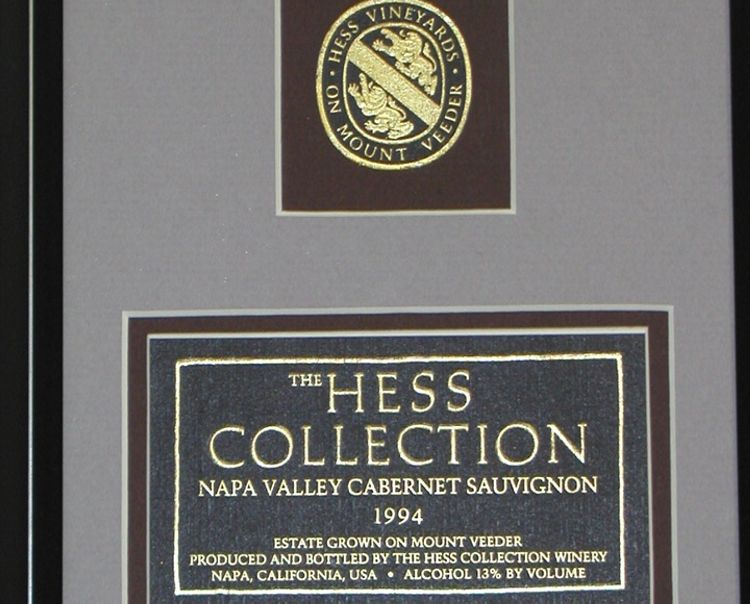 HESS VINEYARDS
ON MOUNT VEEDER
THE HESS
COLLECTION
NAPA VALLEY CABERNET SAUVIGNON
1994
ESTATE GROWN ON MOUNT VEEDER
PRODUCED AND BOTTLED BY THE HESS COLLECTION WINERY
NAPA, CALIFORNIA, USA • ALCOHOL 13% BY VOLUME